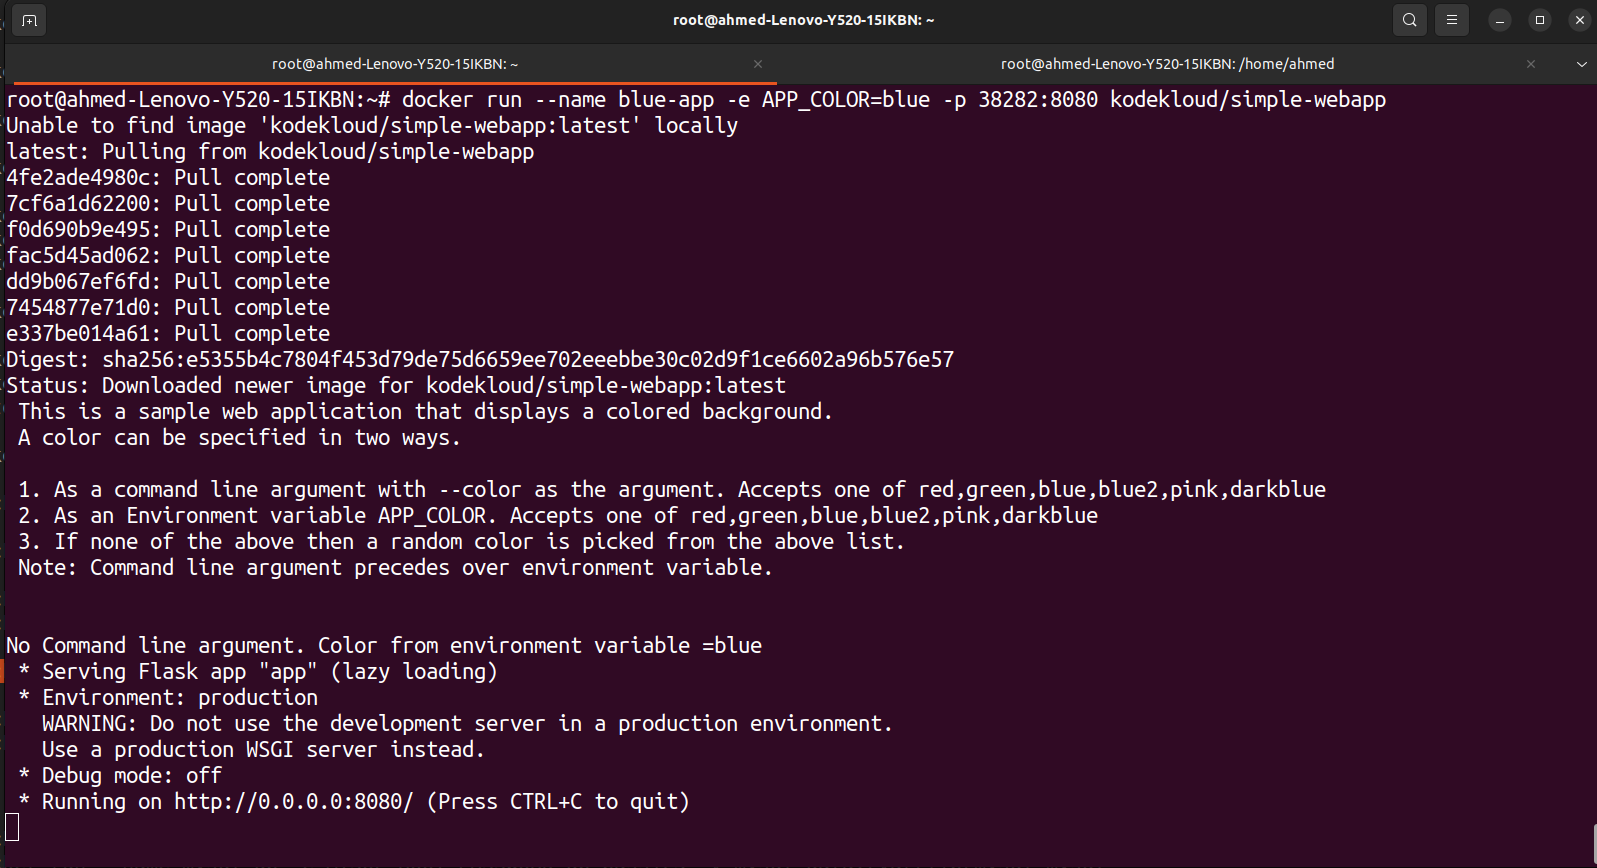 root@ahmed-Lenovo-Y520-15IKBN: ~
root@ahmed-Lenovo-Y520-15IKBN: ~
root@ahmed-Lenovo-Y520-15IKBN: /home/ahmed
root@ahmed-Lenovo-Y520-15IKBN:~# docker run --name blue-app -e APP_COLOR=blue -p 38282:8080 kodekloud/simple-webapp
Unable to find image 'kodekloud/simple-webapp:latest' locally
latest: Pulling from kodekloud/simple-webapp
4fe2ade4980c: Pull complete
7cf6a1d62200: Pull complete
f0d690b9e495: Pull complete
fac5d45ad062: Pull complete
dd9b067ef6fd: Pull complete
7454877e71d0: Pull complete
e337be014a61: Pull complete
Digest: sha256:e5355b4c7804f453d79de75d6659ee702eeebbe30c02d9f1ce6602a96b576e57
Status: Downloaded newer image for kodekloud/simple-webapp:latest
This is a sample web application that displays a colored background.
A color can be specified in two ways.
1. As a command line argument with --color as the argument. Accepts one of red,green,blue,blue2,pink,darkblue
2. As an Environment variable APP_COLOR. Accepts one of red,green,blue,blue2,pink,darkblue
3. If none of the above then a random color is picked from the above list.
Note: Command line argument precedes over environment variable.
No Command line argument. Color from environment variable =blue
* Serving Flask app "app" (lazy loading)
* Environment: production
WARNING: Do not use the development server in a production environment.
Use a production WSGI server instead.
* Debug mode: off
* Running on http://0.0.0.0:8080/ (Press CTRL+C to quit)